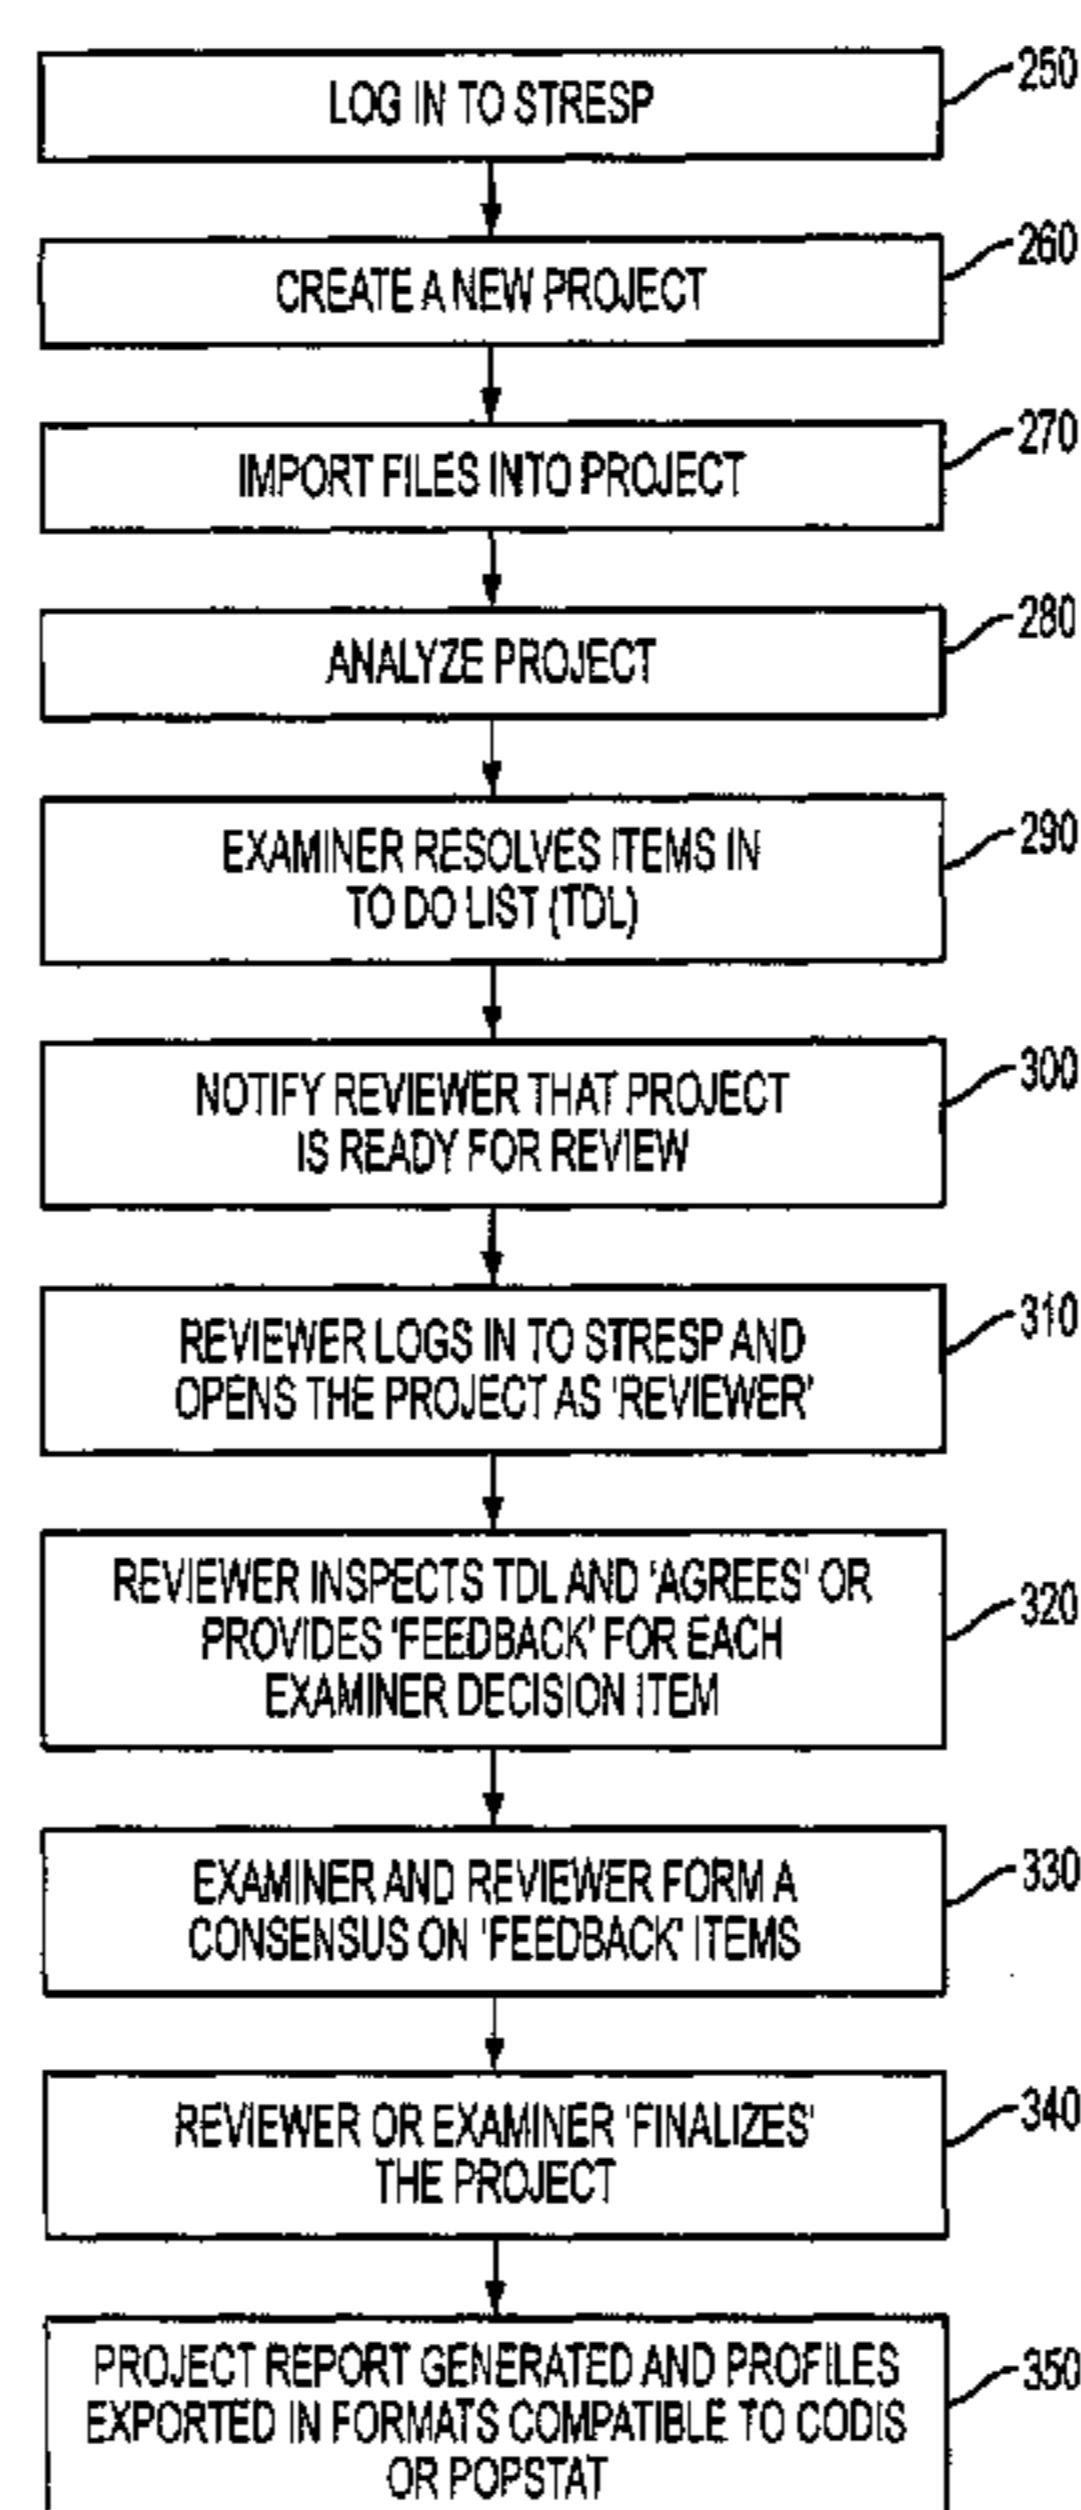 LOG IN TO STRESP
250
CREATE A NEW PROJECT
260
IMPORT FILES INTO PROJECT
270
ANALYZE PROJECT
280
EXAMINER RESOLVES ITEMS IN
TO DO LIST (TDL)
290
NOTIFY REVIEWER THAT PROJECT
IS READY FOR REVIEW
300
REVIEWER LOGS IN TO STRESP AND
OPENS THE PROJECT AS 'REVIEWER'
310
REVIEWER INSPECTS TDL AND 'AGREES' OR
PROVIDES 'FEEDBACK' FOR EACH
EXAMINER DECISION ITEM
320
EXAMINER AND REVIEWER FORM A
CONSENSUS ON 'FEEDBACK' ITEMS
330
REVIEWER OR EXAMINER 'FINALIZES'
THE PROJECT
340
PROJECT REPORT GENERATED AND PROFILES
EXPORTED IN FORMATS COMPATIBLE TO CODIS
OR POPSTAT
350